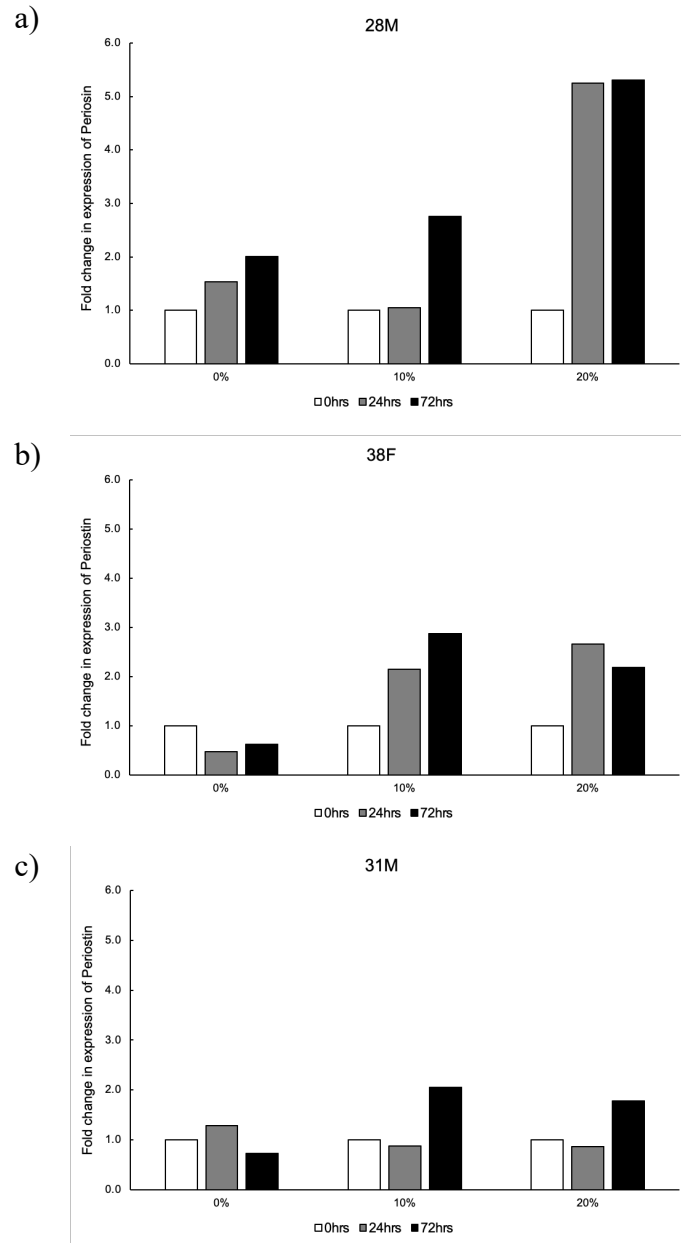 a)
28M
Fold change in expression of Periosin
6.0
5.0
4.0
3.0
2.0
1.0
0.0
0% 10% 20%
0hrs 24hrs 72hrs
b)
38F
Fold change in expression of Periostin
6.0
5.0
4.0
3.0
2.0
1.0
0.0
0% 10% 20%
0hrs 24hrs 72hrs
c)
31M
Fold change in expression of Periostin
6.0
5.0
4.0
3.0
2.0
1.0
0.0
0% 10% 20%
0hrs 24hrs 72hrs